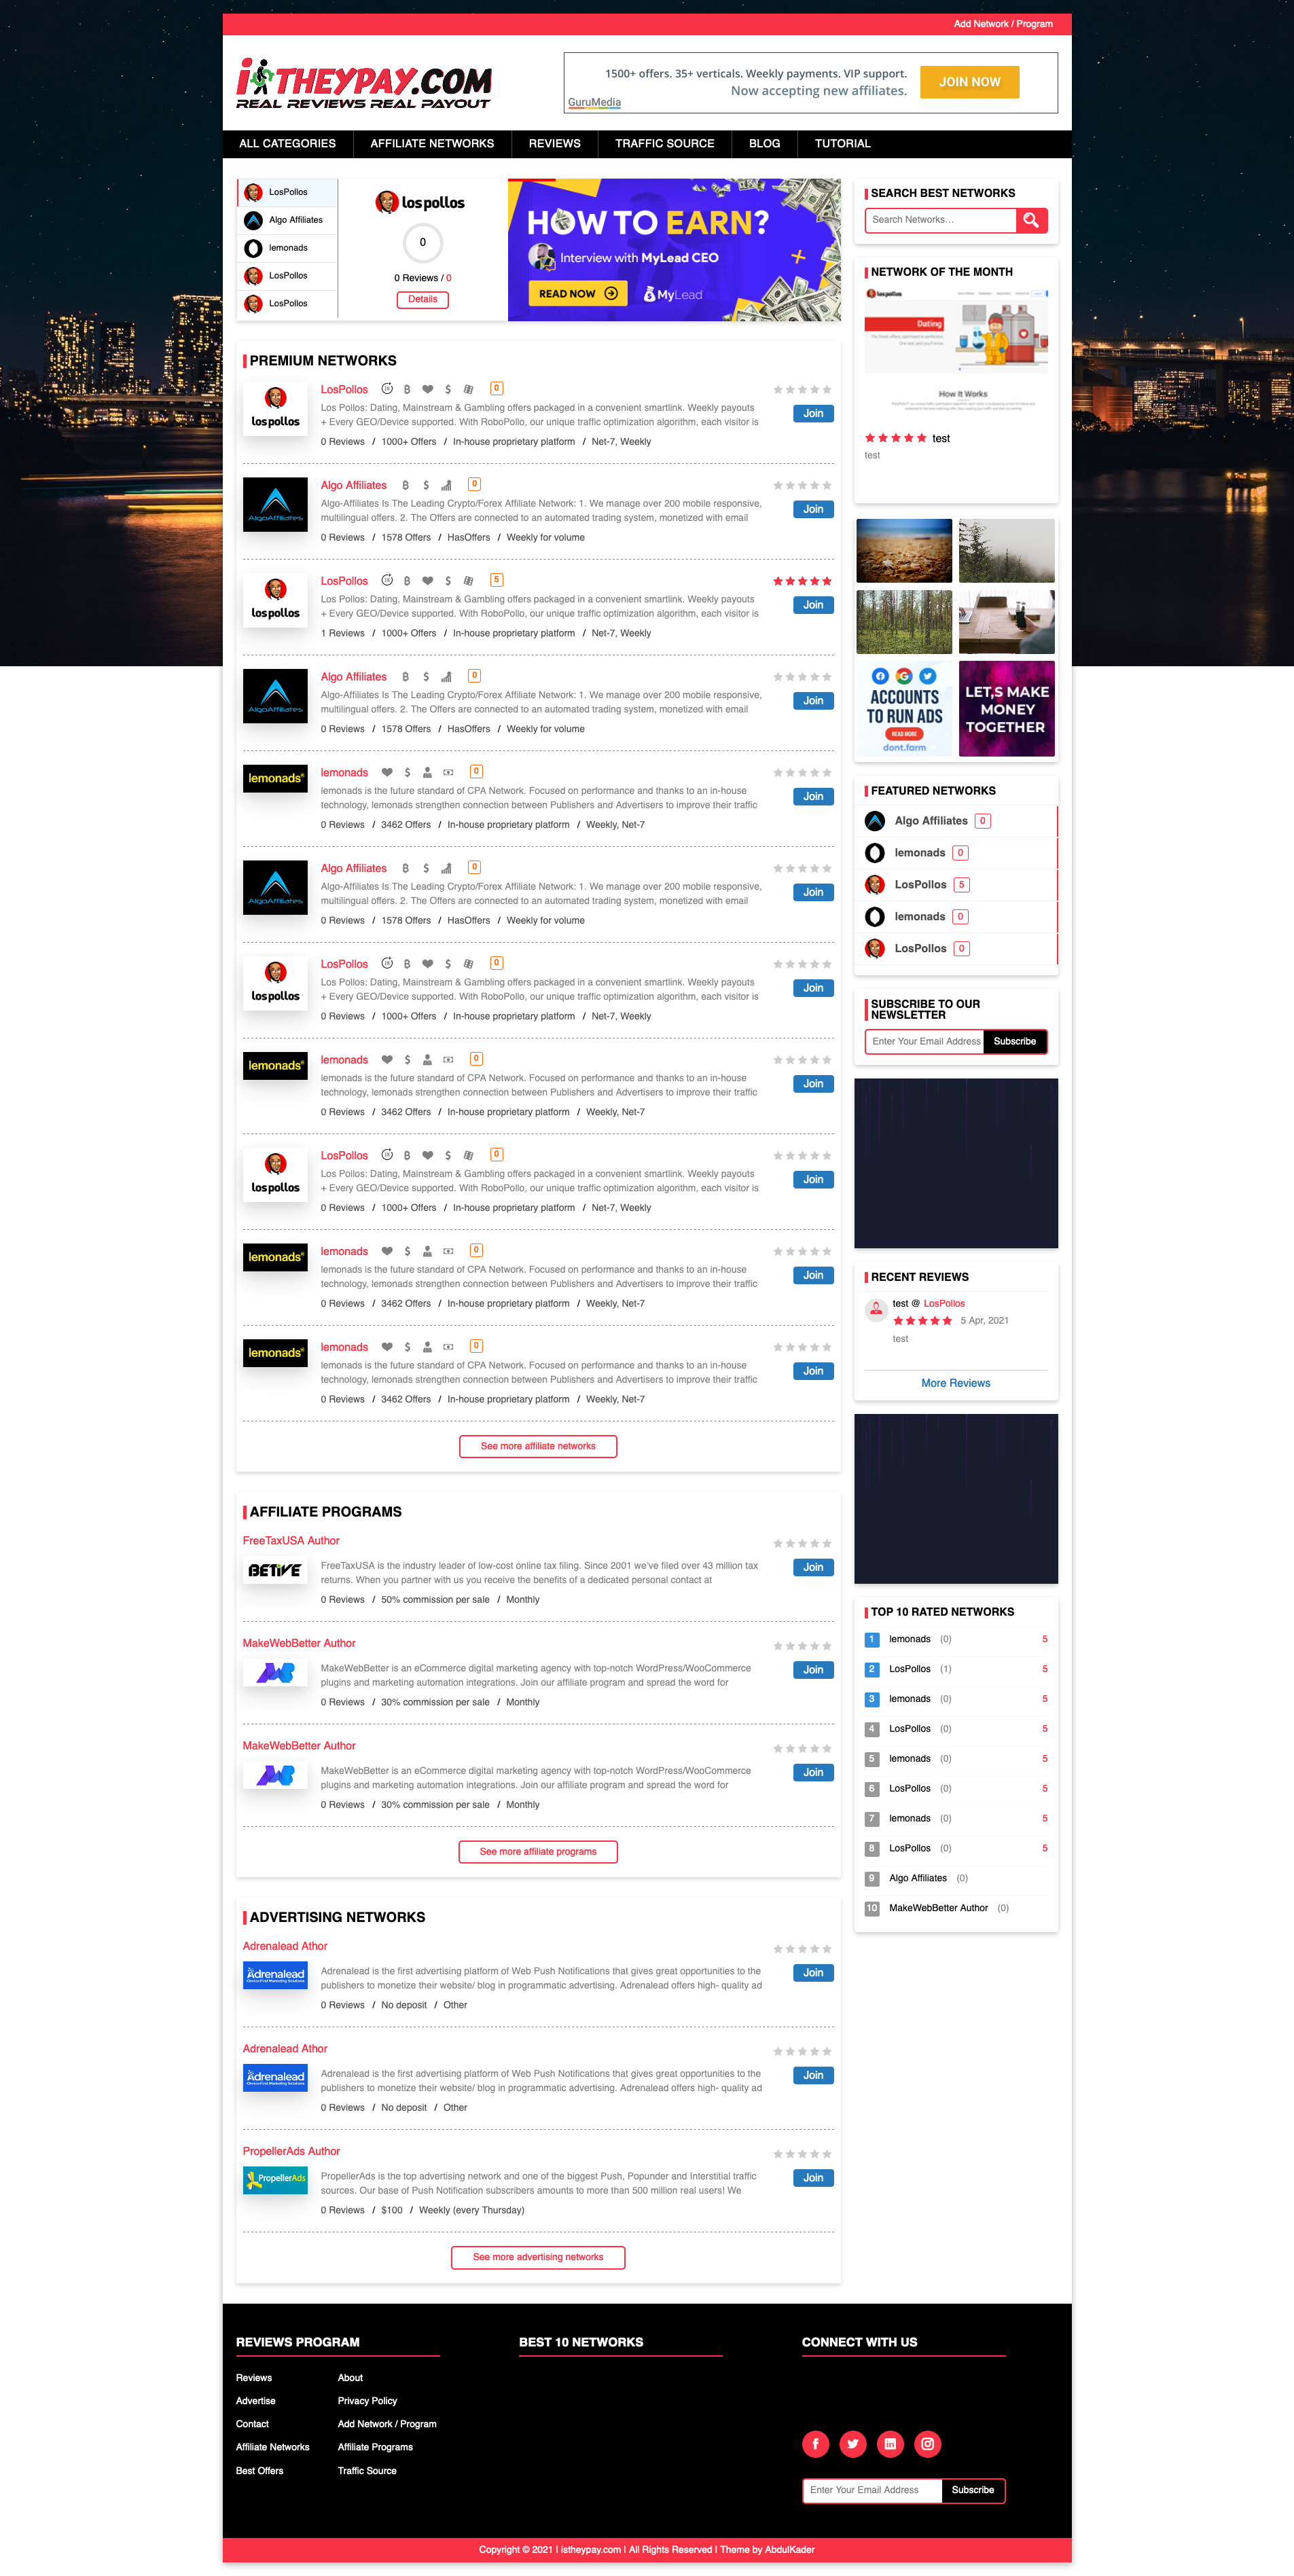 Add Network / Program
isTHEYPAY.COM
REAL REVIEWS REAL PAYOUT
1500+ offers. 35+ verticals. Weekly payments. VIP support.
Now accepting new affiliates.
JOIN NOW
GuruMedia
ALL CATEGORIES
AFFILIATE NETWORKS
REVIEWS
TRAFFIC SOURCE
BLOG
TUTORIAL
LosPollos
Algo Affiliates
lemonads
LosPollos
LosPollos
los pollos
0
0 Reviews / 0
Details
HOW TO EARN?
Interview with MyLead CEO
READ NOW
MyLead
PREMIUM NETWORKS
los pollos
LosPollos 0
Los Pollos: Dating, Mainstream & Gambling offers packaged in a convenient smartlink. Weekly payouts
+ Every GEO/Device supported. With RoboPollo, our unique traffic optimization algorithm, each visitor is
0 Reviews / 1000+ Offers / In-house proprietary platform / Net-7, Weekly
Join
AlgoAffiliates
Algo Affiliates 0
Algo-Affiliates Is The Leading Crypto/Forex Affiliate Network: 1. We manage over 200 mobile responsive,
multilingual offers. 2. The Offers are connected to an automated trading system, monetized with email
0 Reviews / 1578 Offers / HasOffers / Weekly for volume
Join
los pollos
LosPollos 5
Los Pollos: Dating, Mainstream & Gambling offers packaged in a convenient smartlink. Weekly payouts
+ Every GEO/Device supported. With RoboPollo, our unique traffic optimization algorithm, each visitor is
1 Reviews / 1000+ Offers / In-house proprietary platform / Net-7, Weekly
Join
AlgoAffiliates
Algo Affiliates 0
Algo-Affiliates Is The Leading Crypto/Forex Affiliate Network: 1. We manage over 200 mobile responsive,
multilingual offers. 2. The Offers are connected to an automated trading system, monetized with email
0 Reviews / 1578 Offers / HasOffers / Weekly for volume
Join
lemonads
lemonads 0
lemonads is the future standard of CPA Network. Focused on performance and thanks to an in-house
technology, lemonads strengthen connection between Publishers and Advertisers to improve their traffic
0 Reviews / 3462 Offers / In-house proprietary platform / Weekly, Net-7
Join
AlgoAffiliates
Algo Affiliates 0
Algo-Affiliates Is The Leading Crypto/Forex Affiliate Network: 1. We manage over 200 mobile responsive,
multilingual offers. 2. The Offers are connected to an automated trading system, monetized with email
0 Reviews / 1578 Offers / HasOffers / Weekly for volume
Join
los pollos
LosPollos 0
Los Pollos: Dating, Mainstream & Gambling offers packaged in a convenient smartlink. Weekly payouts
+ Every GEO/Device supported. With RoboPollo, our unique traffic optimization algorithm, each visitor is
0 Reviews / 1000+ Offers / In-house proprietary platform / Net-7, Weekly
Join
lemonads
lemonads 0
lemonads is the future standard of CPA Network. Focused on performance and thanks to an in-house
technology, lemonads strengthen connection between Publishers and Advertisers to improve their traffic
0 Reviews / 3462 Offers / In-house proprietary platform / Weekly, Net-7
Join
los pollos
LosPollos 0
Los Pollos: Dating, Mainstream & Gambling offers packaged in a convenient smartlink. Weekly payouts
+ Every GEO/Device supported. With RoboPollo, our unique traffic optimization algorithm, each visitor is
0 Reviews / 1000+ Offers / In-house proprietary platform / Net-7, Weekly
Join
lemonads
lemonads 0
lemonads is the future standard of CPA Network. Focused on performance and thanks to an in-house
technology, lemonads strengthen connection between Publishers and Advertisers to improve their traffic
0 Reviews / 3462 Offers / In-house proprietary platform / Weekly, Net-7
Join
lemonads
lemonads 0
lemonads is the future standard of CPA Network. Focused on performance and thanks to an in-house
technology, lemonads strengthen connection between Publishers and Advertisers to improve their traffic
0 Reviews / 3462 Offers / In-house proprietary platform / Weekly, Net-7
Join
See more affiliate networks
AFFILIATE PROGRAMS
FreeTaxUSA Author
BETIVE
FreeTaxUSA is the industry leader of low-cost online tax filing. Since 2001 we've filed over 43 million tax
returns. When you partner with us you receive the benefits of a dedicated personal contact at
0 Reviews / 50% commission per sale / Monthly
Join
MakeWebBetter Author
MakeWebBetter is an eCommerce digital marketing agency with top-notch WordPress/WooCommerce
plugins and marketing automation integrations. Join our affiliate program and spread the word for
0 Reviews / 30% commission per sale / Monthly
Join
MakeWebBetter Author
MakeWebBetter is an eCommerce digital marketing agency with top-notch WordPress/WooCommerce
plugins and marketing automation integrations. Join our affiliate program and spread the word for
0 Reviews / 30% commission per sale / Monthly
Join
See more affiliate programs
ADVERTISING NETWORKS
Adrenalead Athor
Adrenalead
Adrenalead is the first advertising platform of Web Push Notifications that gives great opportunities to the
publishers to monetize their website/ blog in programmatic advertising. Adrenalead offers high- quality ad
0 Reviews / No deposit / Other
Join
Adrenalead Athor
Adrenalead
Adrenalead is the first advertising platform of Web Push Notifications that gives great opportunities to the
publishers to monetize their website/ blog in programmatic advertising. Adrenalead offers high- quality ad
0 Reviews / No deposit / Other
Join
PropellerAds Author
PropellerAds
PropellerAds is the top advertising network and one of the biggest Push, Popunder and Interstitial traffic
sources. Our base of Push Notification subscribers amounts to more than 500 million real users! We
0 Reviews / $100 / Weekly (every Thursday)
Join
See more advertising networks
SEARCH BEST NETWORKS
Search Networks...
NETWORK OF THE MONTH
los pollos
Dating
How It Works
test
test
ACCOUNTS
TO RUN ADS
READ MORE
dont.farm
LET,S MAKE
MONEY
TOGETHER
FEATURED NETWORKS
Algo Affiliates 0
lemonads 0
LosPollos 5
lemonads 0
LosPollos 0
SUBSCRIBE TO OUR
NEWSLETTER
Enter Your Email Address
Subscribe
RECENT REVIEWS
test @ LosPollos
5 Apr, 2021
test
More Reviews
TOP 10 RATED NETWORKS
1 lemonads (0) 5
2 LosPollos (1) 5
3 lemonads (0) 5
4 LosPollos (0) 5
5 lemonads (0) 5
6 LosPollos (0) 5
7 lemonads (0) 5
8 LosPollos (0) 5
9 Algo Affiliates (0)
10 MakeWebBetter Author (0)
REVIEWS PROGRAM
Reviews
Advertise
Contact
Affiliate Networks
Best Offers
About
Privacy Policy
Add Network / Program
Affiliate Programs
Traffic Source
BEST 10 NETWORKS
CONNECT WITH US
Enter Your Email Address
Subscribe
Copyright © 2021 | istheypay.com | All Rights Reserved | Theme by AbdulKader